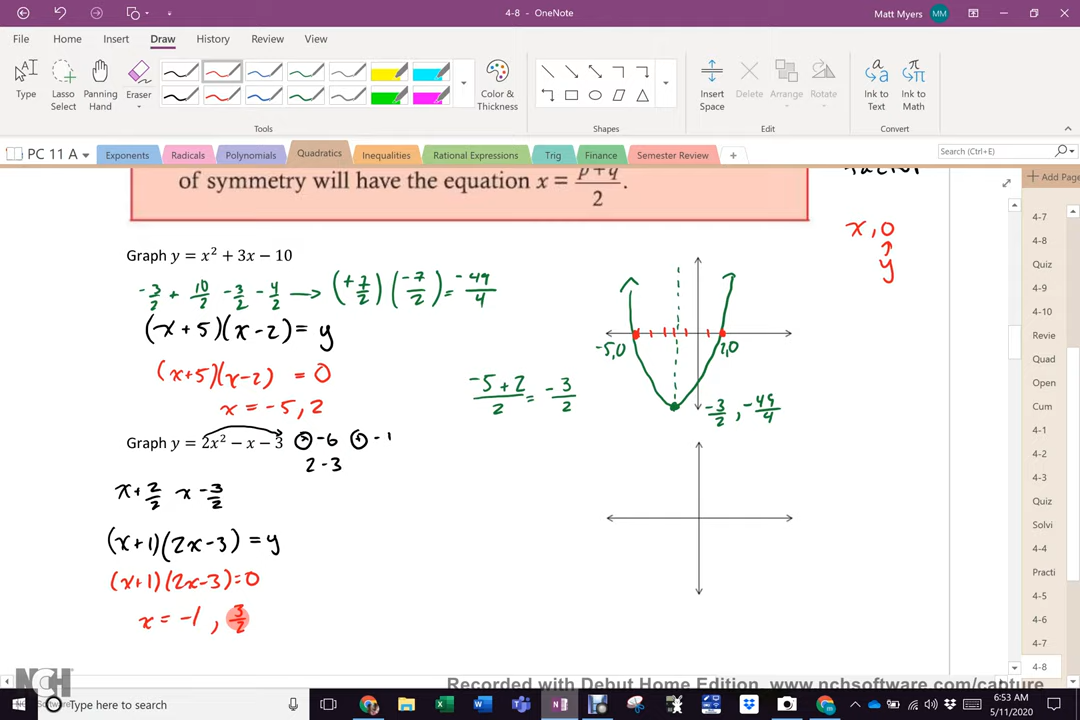 4-8 - OneNote
Matt Myers MM
File Home Insert Draw History Review View
Type
Lasso Select
Panning Hand
Eraser
Color & Thickness
Insert Space
Delete
Arrange
Rotate
Ink to Text
Ink to Math
Tools
Shapes
Edit
Convert
PC 11 A
Exponents Radicals Polynomials Quadratics Inequalities Rational Expressions Trig Finance Semester Review +
Search (Ctrl+E)
Add Page
of symmetry will have the equation x = (p+q)/2.
x, 0
↑
y
Graph y = x² + 3x − 10
-3/2 + 10/2 -3/2 -4/2 → (+7/2)(-7/2) = -49/4
(x+5)(x-2) = y
(x+5)(x-2) = 0
x = -5, 2
(-5+2)/2 = -3/2
-5,0
2,0
-3/2, -49/4
Graph y = 2x² − x − 3 × -6 + -1
2 -3
x + 2/2 x - 3/2
(x+1)(2x-3) = y
(x+1)(2x-3) = 0
x = -1, 3/2
4-7
4-8
Quiz
4-9
4-10
Revie
Quad
Open
Cum
4-1
4-2
4-3
Quiz
Solvi
4-4
Practi
4-5
4-6
4-7
4-8
NCH
Recorded with Debut Home Edition www.nchsoftware.com/capture
Type here to search
6:53 AM
5/11/2020